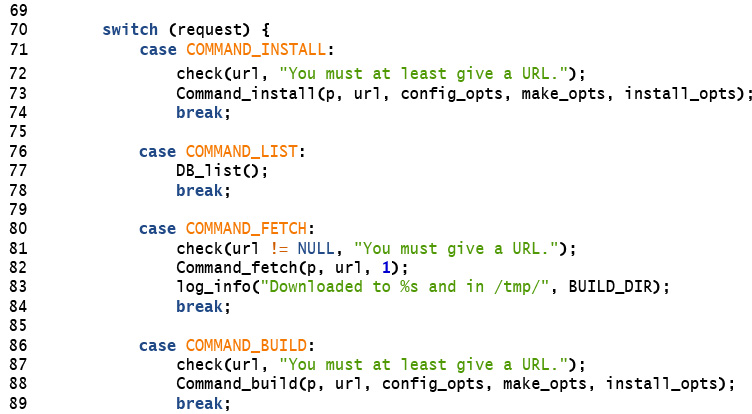 69
70 switch (request) {
71 case COMMAND_INSTALL:
72 check(url, "You must at least give a URL.");
73 Command_install(p, url, config_opts, make_opts, install_opts);
74 break;
75
76 case COMMAND_LIST:
77 DB_list();
78 break;
79
80 case COMMAND_FETCH:
81 check(url != NULL, "You must give a URL.");
82 Command_fetch(p, url, 1);
83 log_info("Downloaded to %s and in /tmp/", BUILD_DIR);
84 break;
85
86 case COMMAND_BUILD:
87 check(url, "You must at least give a URL.");
88 Command_build(p, url, config_opts, make_opts, install_opts);
89 break;